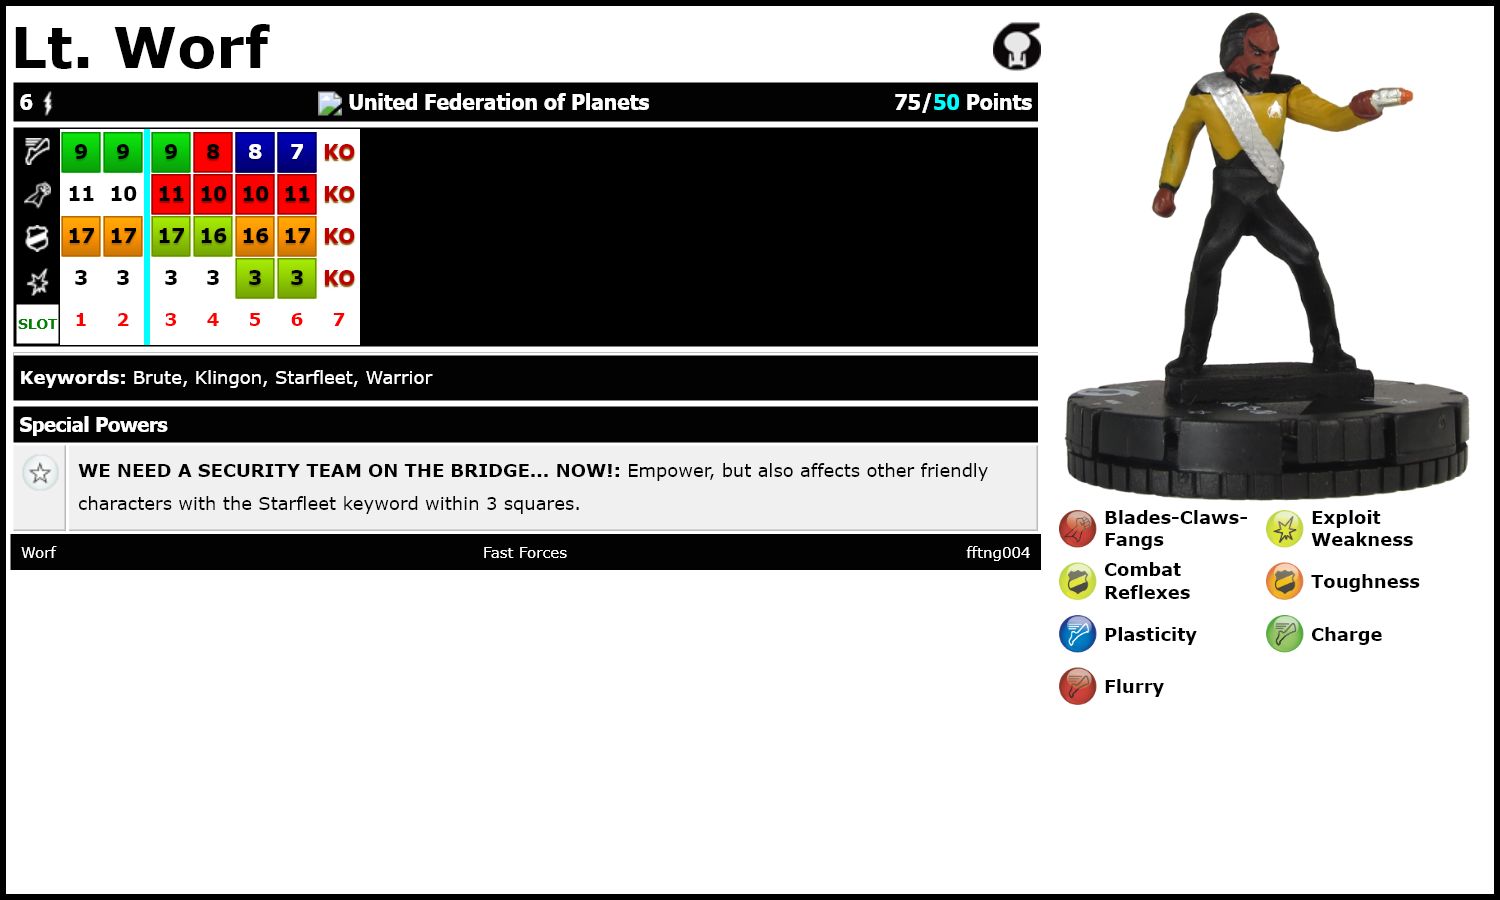 Lt. Worf
6 United Federation of Planets 75/50 Points
9 9 9 8 8 7 KO
11 10 11 10 10 11 KO
17 17 17 16 16 17 KO
3 3 3 3 3 3 KO
SLOT 1 2 3 4 5 6 7
Keywords: Brute, Klingon, Starfleet, Warrior
Special Powers
WE NEED A SECURITY TEAM ON THE BRIDGE... NOW!: Empower, but also affects other friendly
characters with the Starfleet keyword within 3 squares.
Worf Fast Forces fftng004
Blades-Claws-
Fangs
Exploit
Weakness
Combat
Reflexes
Toughness
Plasticity
Charge
Flurry